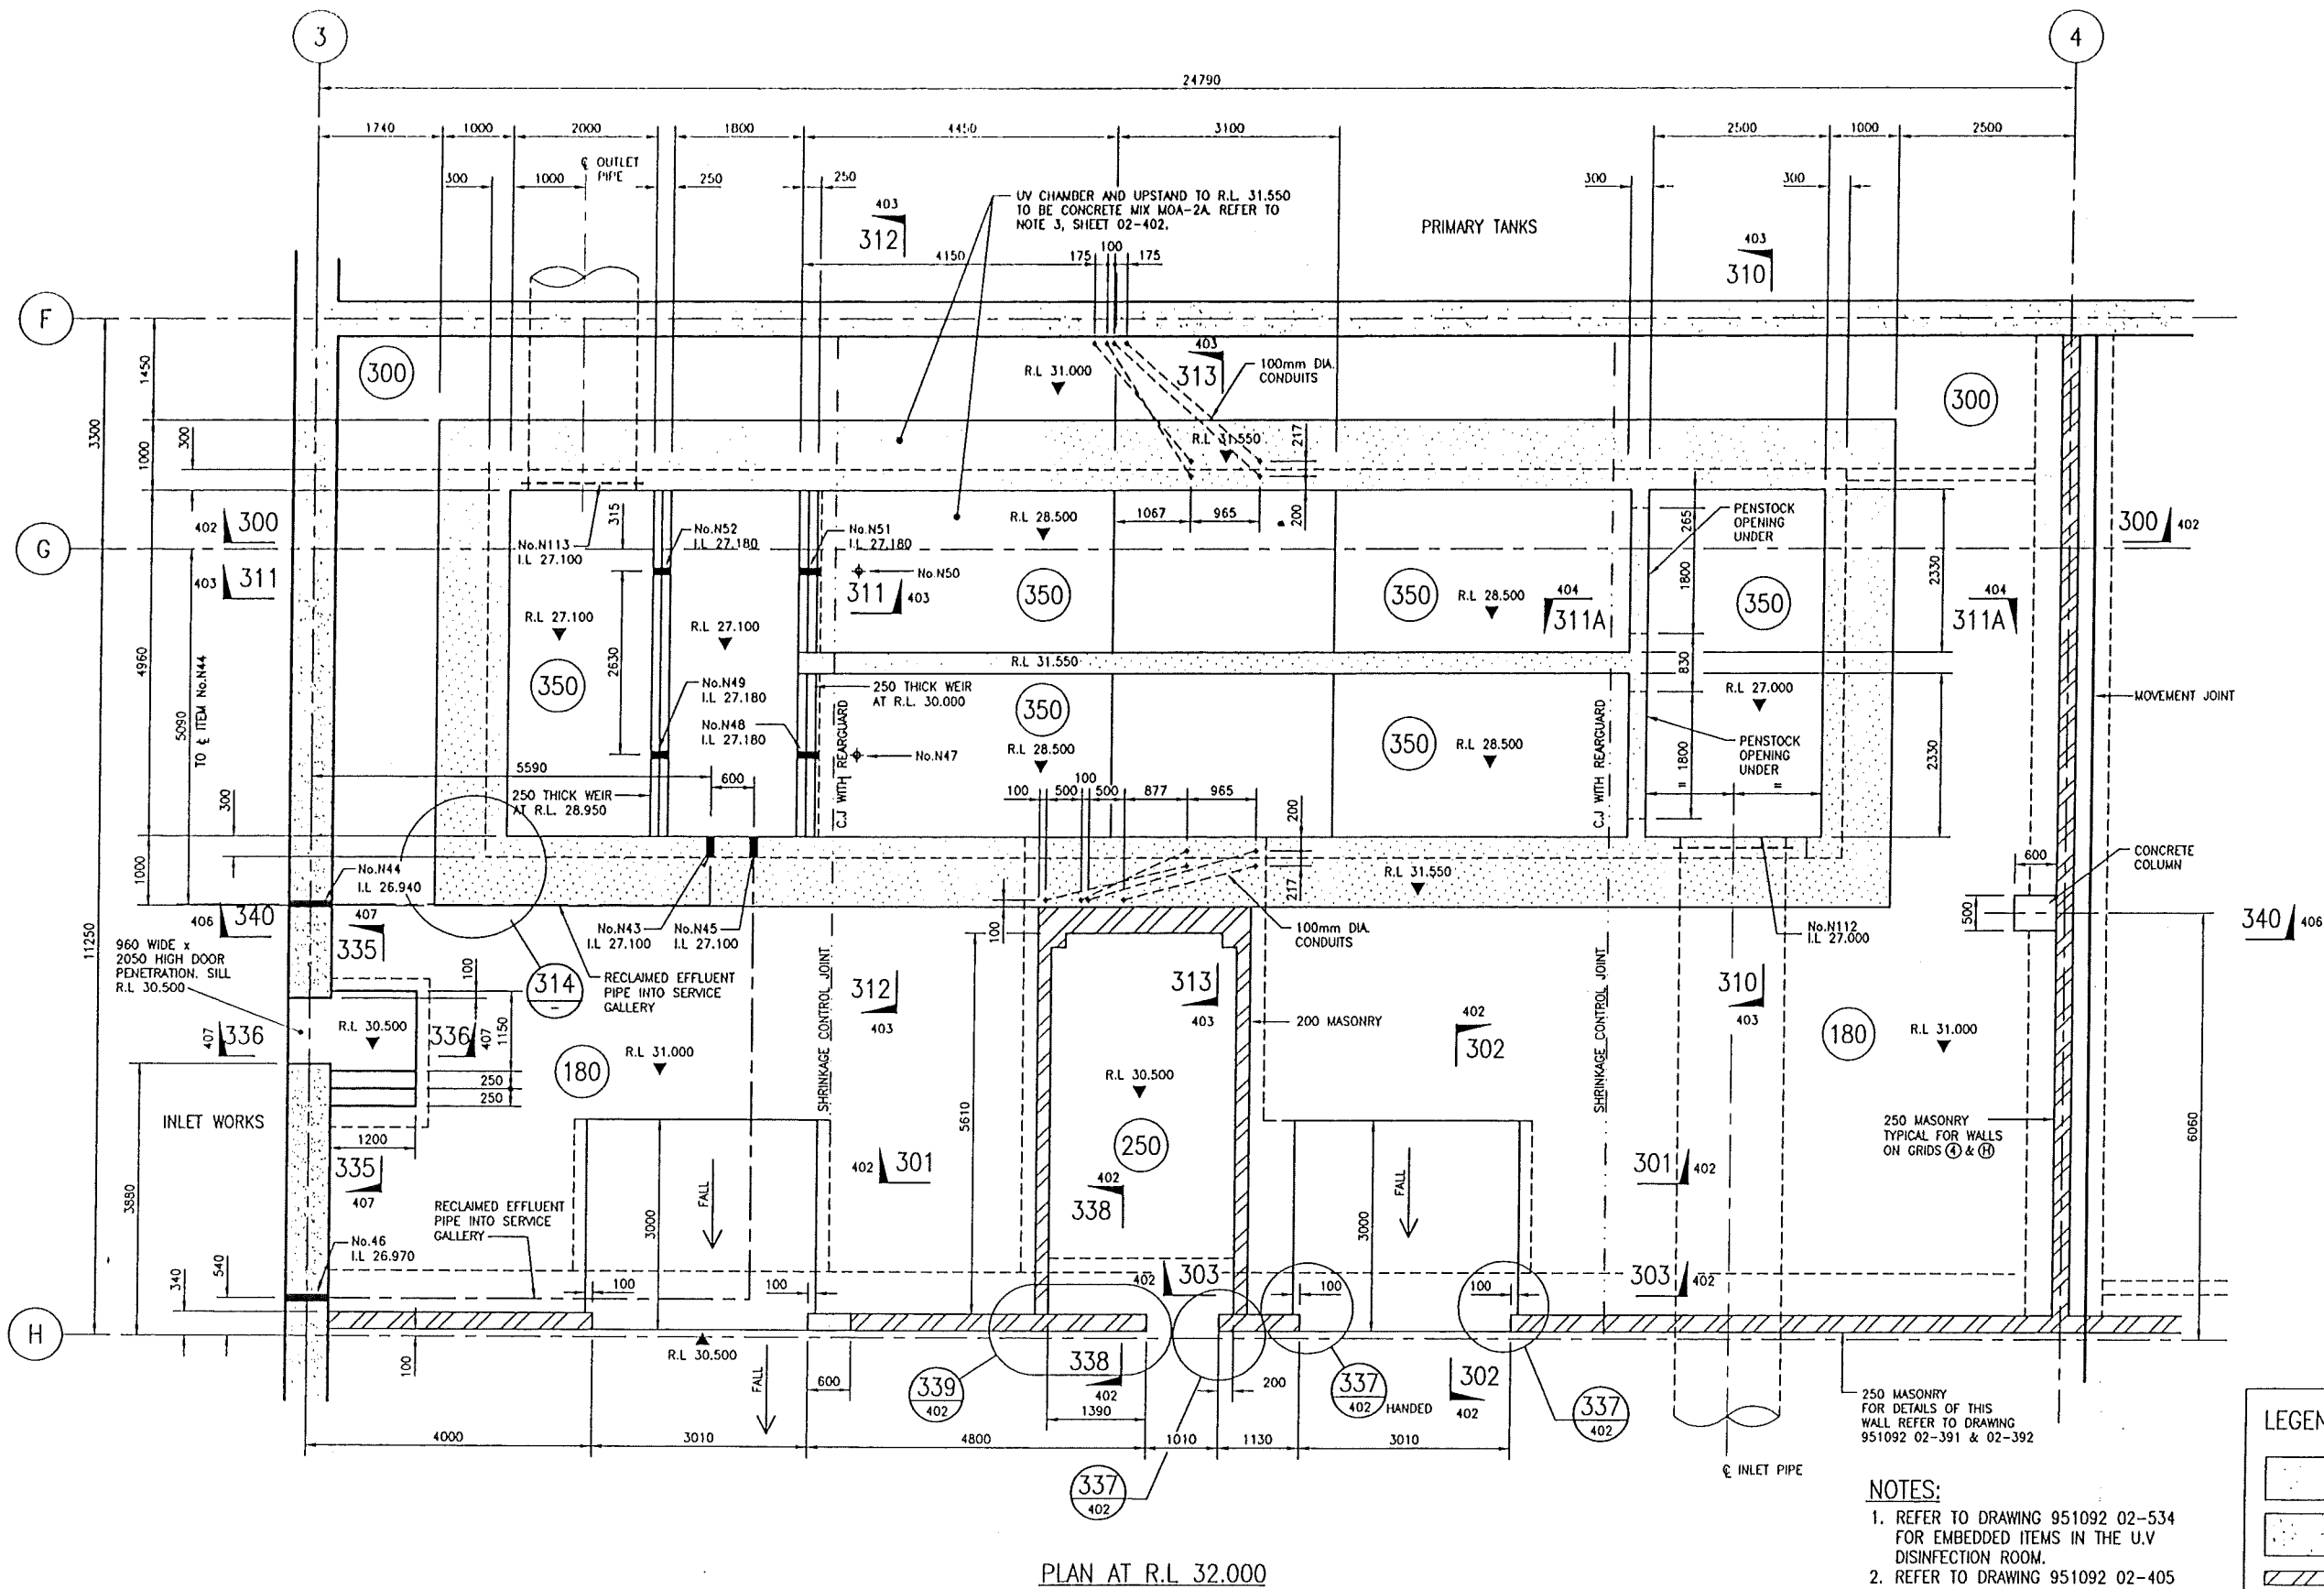 3
4
24790
1740
1000
2000
1800
4450
3100
2500
1000
2500
300
1000
℄ OUTLET
PIPE
250
250
300
300
403
312
UV CHAMBER AND UPSTAND TO R.L. 31.550
TO BE CONCRETE MIX MOA-2A. REFER TO
NOTE 3, SHEET 02-402.
PRIMARY TANKS
403
310
4150
175
100
175
F
300
R.L 31.000
403
313
100mm DIA.
CONDUITS
300
1450
3300
1000
300
R.L 31.550
217
402
300
315
No.N113
I.L 27.100
No.N52
I.L 27.180
No.N51
I.L 27.180
R.L 28.500
1067
965
200
265
PENSTOCK
OPENING
UNDER
300
402
G
403
311
No.N50
311
403
350
350
R.L 28.500
404
311A
1800
350
2330
404
311A
R.L 27.100
R.L 27.100
2630
4960
5090
TO ℄ ITEM No.N44
350
R.L 31.550
830
No.N49
I.L 27.180
250 THICK WEIR
AT R.L. 30.000
R.L 27.000
MOVEMENT JOINT
No.N48
I.L 27.180
350
350
R.L 28.500
R.L 28.500
No.N47
C.J WITH REARGUARD
C.J WITH REARGUARD
= 1800
PENSTOCK
OPENING
UNDER
=
2330
5590
600
250 THICK WEIR
AT R.L. 28.950
300
100
500
100
500
877
965
200
1000
No.N44
I.L 26.940
R.L 31.550
217
600
CONCRETE
COLUMN
500
406
340
407
335
No.N43
I.L 27.100
No.N45
I.L 27.100
100
100mm DIA.
CONDUITS
No.N112
I.L 27.000
340
406
11250
960 WIDE x
2050 HIGH DOOR
PENETRATION. SILL
R.L 30.500
100
314
–
RECLAIMED EFFLUENT
PIPE INTO SERVICE
GALLERY
SHRINKAGE CONTROL JOINT
312
403
313
403
310
403
407
336
R.L 30.500
336
407
1150
R.L 31.000
180
200 MASONRY
402
302
SHRINKAGE CONTROL JOINT
180
R.L 31.000
250
250
R.L 30.500
INLET WORKS
1200
5610
250
250 MASONRY
TYPICAL FOR WALLS
ON GRIDS ④ & Ⓗ
6060
335
407
402
301
301
402
3880
FALL
FALL
402
338
RECLAIMED EFFLUENT
PIPE INTO SERVICE
GALLERY
3000
3000
No.46
I.L 26.970
340
540
100
100
402
303
100
100
303
402
H
100
R.L 30.500
FALL
600
339
402
338
402
1390
200
337
402
HANDED
302
402
337
402
250 MASONRY
FOR DETAILS OF THIS
WALL REFER TO DRAWING
951092 02-391 & 02-392
4000
3010
4800
1010
1130
3010
337
402
℄ INLET PIPE
LEGEN
NOTES:
1. REFER TO DRAWING 951092 02-534
FOR EMBEDDED ITEMS IN THE U.V
DISINFECTION ROOM.
2. REFER TO DRAWING 951092 02-405
PLAN AT R.L 32.000